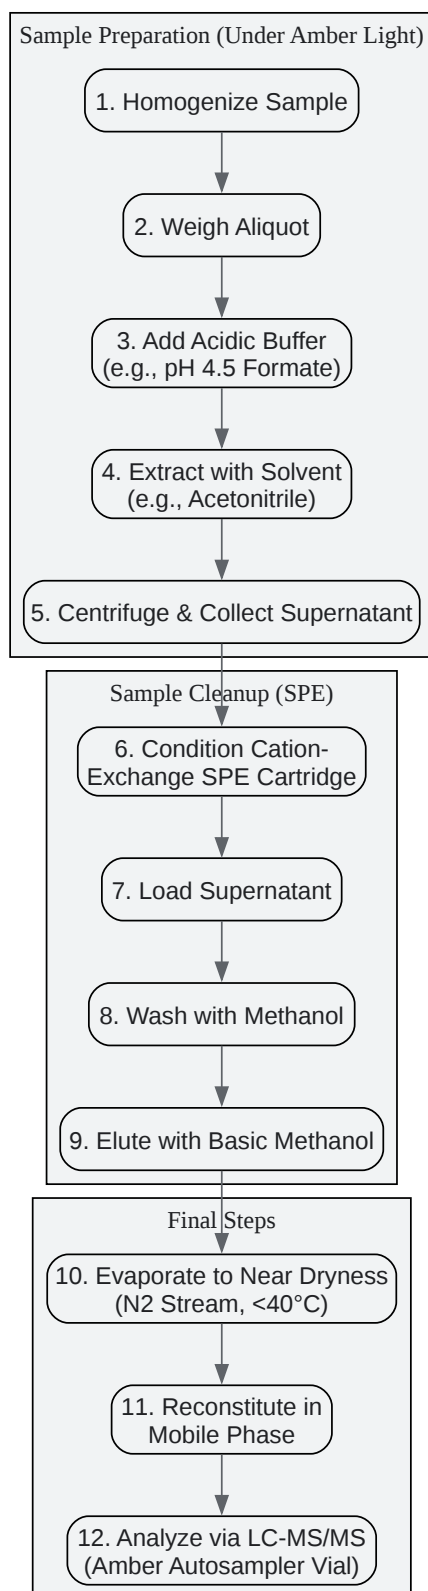 Sample Preparation (Under Amber Light)
1. Homogenize Sample
2. Weigh Aliquot
3. Add Acidic Buffer
(e.g., pH 4.5 Formate)
4. Extract with Solvent
(e.g., Acetonitrile)
5. Centrifuge & Collect Supernatant
Sample Cleanup (SPE)
6. Condition Cation-
Exchange SPE Cartridge
7. Load Supernatant
8. Wash with Methanol
9. Elute with Basic Methanol
Final Steps
10. Evaporate to Near Dryness
(N2 Stream, <40°C)
11. Reconstitute in
Mobile Phase
12. Analyze via LC-MS/MS
(Amber Autosampler Vial)